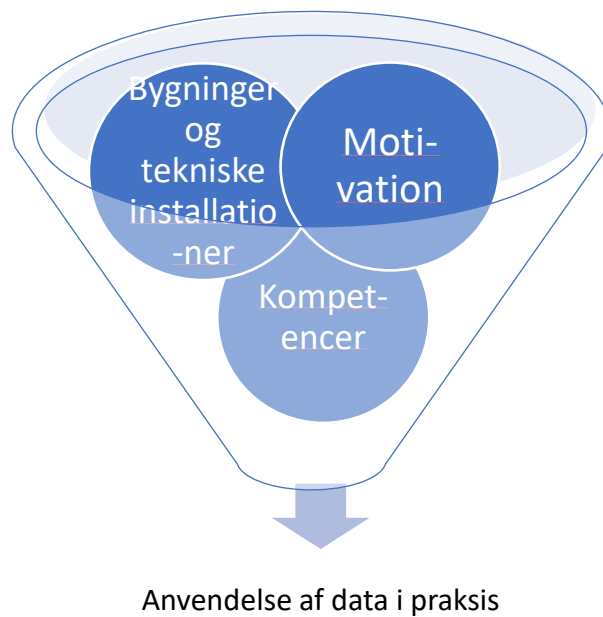 Bygninger
og
tekniske
installatio
-ner
Moti-
vation
Kompet-
encer
Anvendelse af data i praksis